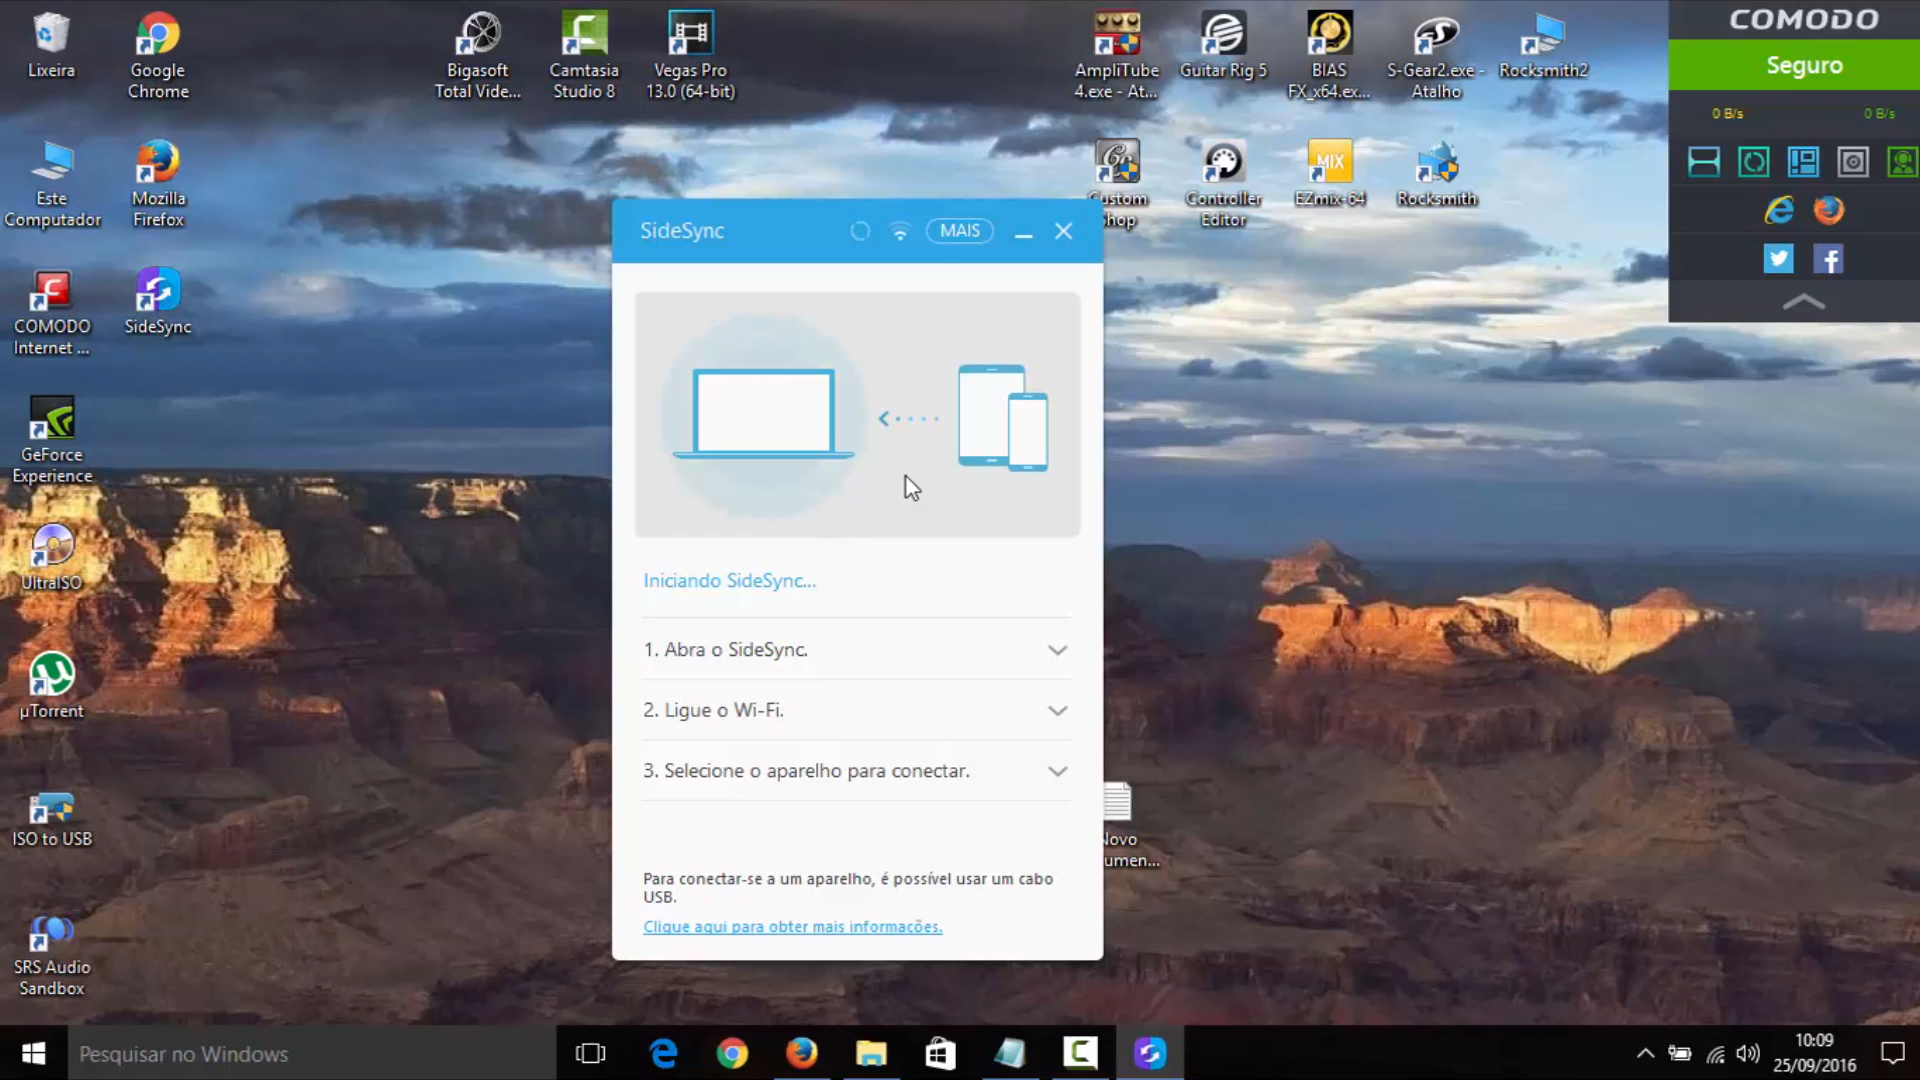 Lixeira
Google
Chrome
Bigasoft
Total Vide...
Camtasia
Studio 8
Vegas Pro
13.0 (64-bit)
AmpliTube
4.exe - At...
Guitar Rig 5
BIAS
FX_x64.ex...
S-Gear2.exe -
Atalho
Rocksmith2
COMODO
Seguro
0 B/s
0 B/s
Este
Computador
Mozilla
Firefox
Custom
Shop
Controller
Editor
MIX
EZmix-64
Rocksmith
COMODO
Internet ...
SideSync
GeForce
Experience
UltraISO
µTorrent
ISO to USB
SRS Audio
Sandbox
SideSync
MAIS
Iniciando SideSync...
1. Abra o SideSync.
2. Ligue o Wi-Fi.
3. Selecione o aparelho para conectar.
Para conectar-se a um aparelho, é possível usar um cabo
USB.
Clique aqui para obter mais informações.
Novo
umen...
Pesquisar no Windows
10:09
25/09/2016